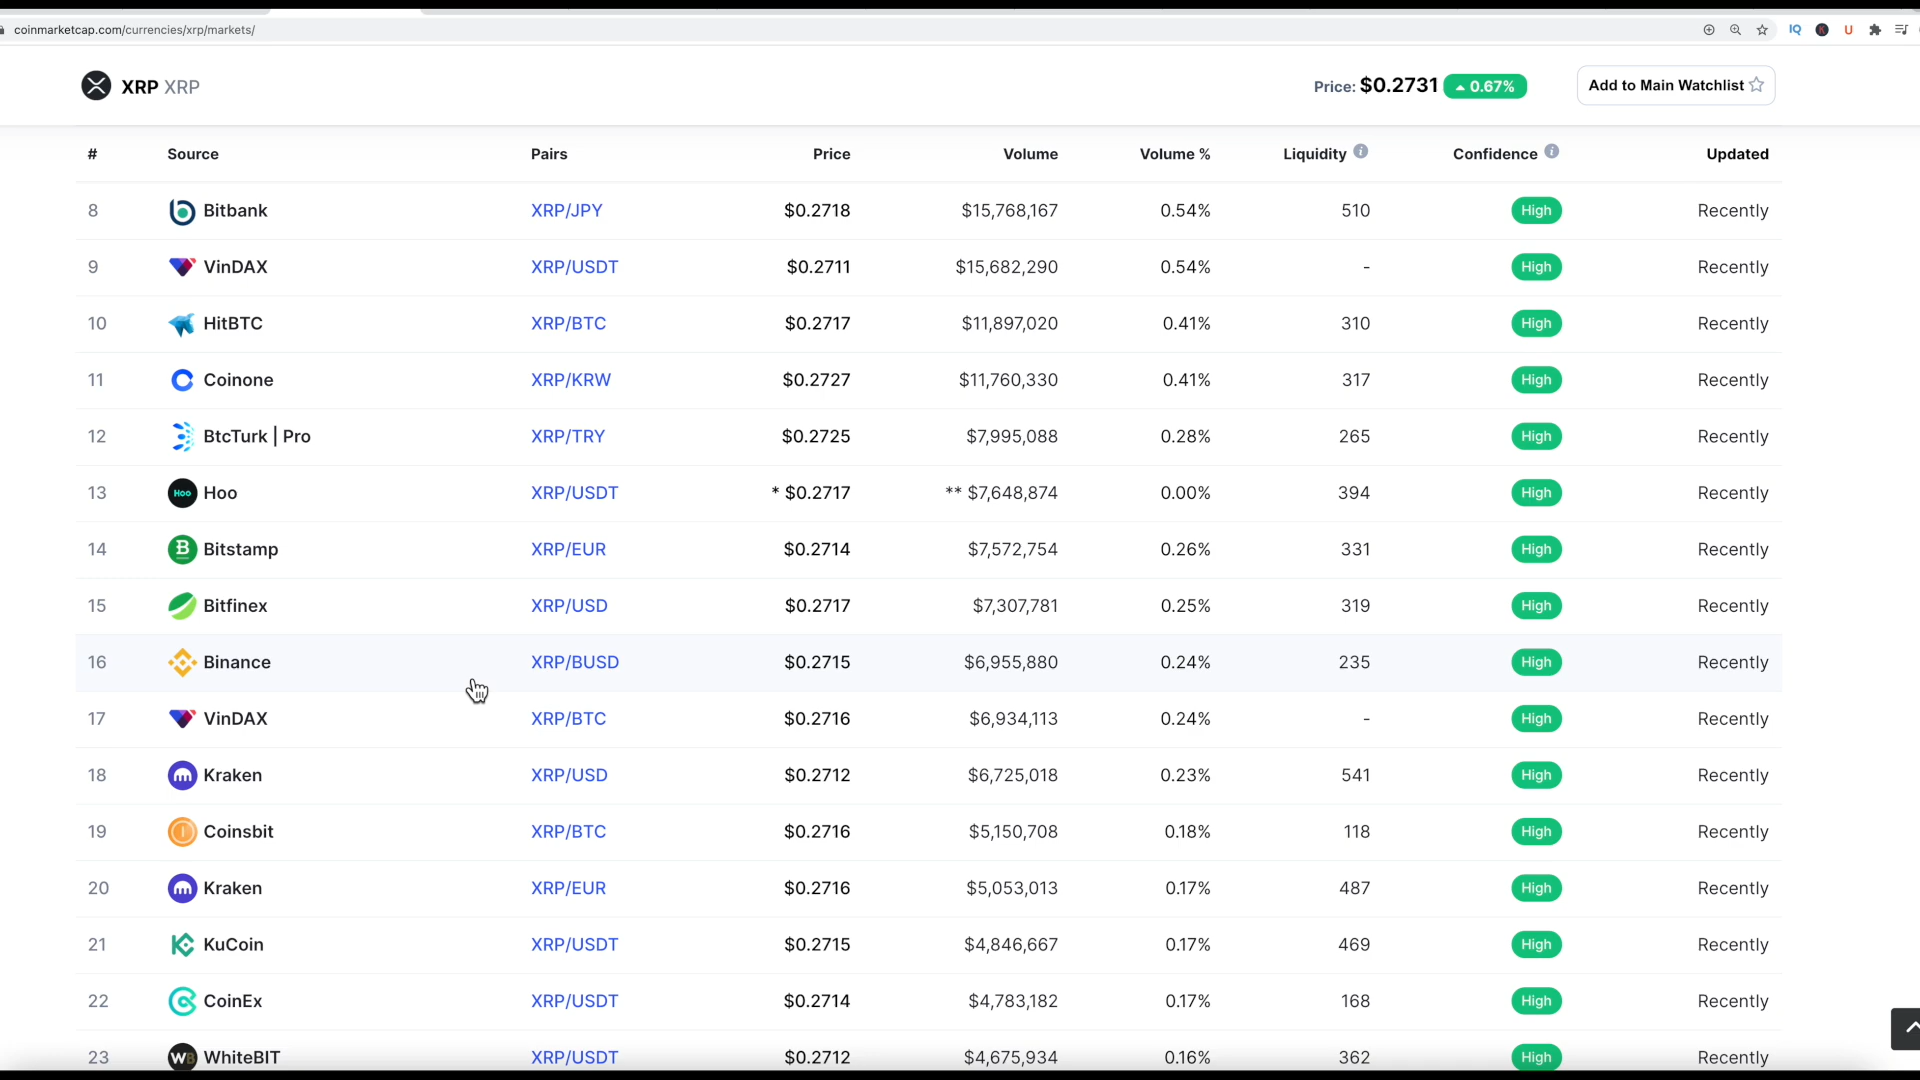 coinmarketcap.com/currencies/xrp/markets/
IQ U
XRP XRP Price: $0.2731 0.67% Add to Main Watchlist
# Source Pairs Price Volume Volume % Liquidity Confidence Updated
8 Bitbank XRP/JPY $0.2718 $15,768,167 0.54% 510 High Recently
9 VinDAX XRP/USDT $0.2711 $15,682,290 0.54% - High Recently
10 HitBTC XRP/BTC $0.2717 $11,897,020 0.41% 310 High Recently
11 Coinone XRP/KRW $0.2727 $11,760,330 0.41% 317 High Recently
12 BtcTurk | Pro XRP/TRY $0.2725 $7,995,088 0.28% 265 High Recently
13 Hoo Hoo XRP/USDT * $0.2717 ** $7,648,874 0.00% 394 High Recently
14 Bitstamp XRP/EUR $0.2714 $7,572,754 0.26% 331 High Recently
15 Bitfinex XRP/USD $0.2717 $7,307,781 0.25% 319 High Recently
16 Binance XRP/BUSD $0.2715 $6,955,880 0.24% 235 High Recently
17 VinDAX XRP/BTC $0.2716 $6,934,113 0.24% - High Recently
18 Kraken XRP/USD $0.2712 $6,725,018 0.23% 541 High Recently
19 Coinsbit XRP/BTC $0.2716 $5,150,708 0.18% 118 High Recently
20 Kraken XRP/EUR $0.2716 $5,053,013 0.17% 487 High Recently
21 KuCoin XRP/USDT $0.2715 $4,846,667 0.17% 469 High Recently
22 CoinEx XRP/USDT $0.2714 $4,783,182 0.17% 168 High Recently
23 WB WhiteBIT XRP/USDT $0.2712 $4,675,934 0.16% 362 High Recently